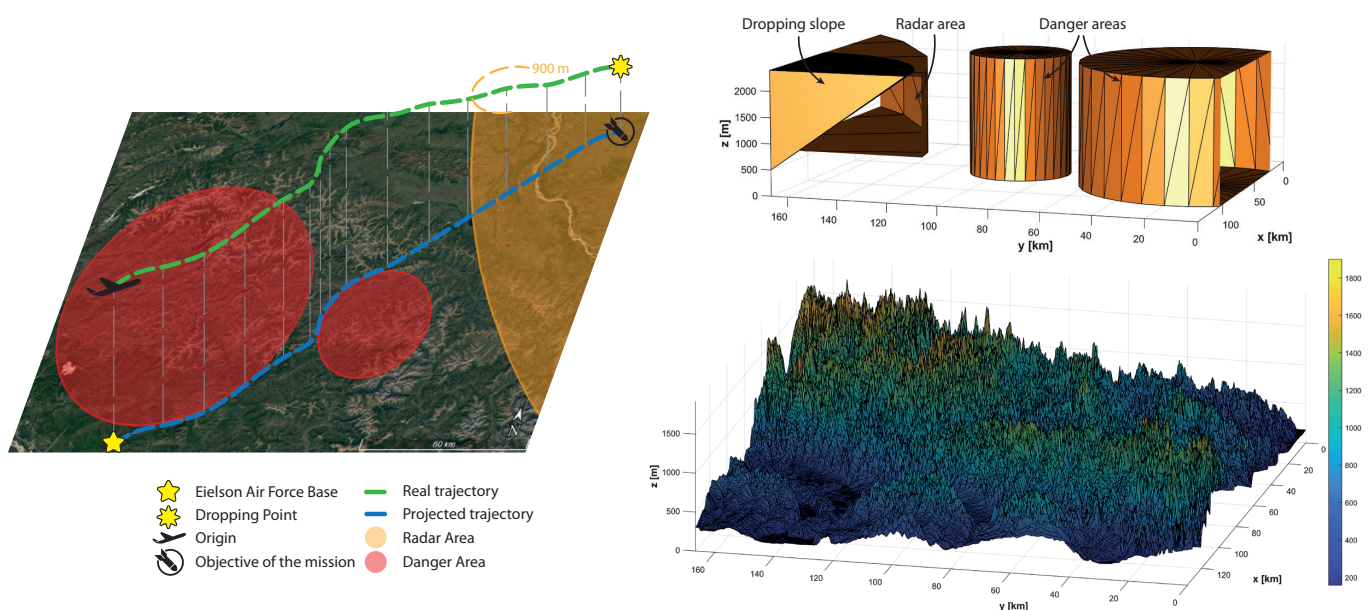 900 m
N
60 km
Eielson Air Force Base
Dropping Point
Origin
Objective of the mission
Real trajectory
Projected trajectory
Radar Area
Danger Area
Dropping slope
Radar area
Danger areas
2000
1500
1000
500
0
z [m]
160
140
120
100
80
60
40
20
0
y [km]
0
50
100
x [km]
1500
1000
500
0
z [m]
160
140
120
100
80
60
40
20
0
y [km]
0
20
40
60
80
100
120
x [km]
1800
1600
1400
1200
1000
800
600
400
200